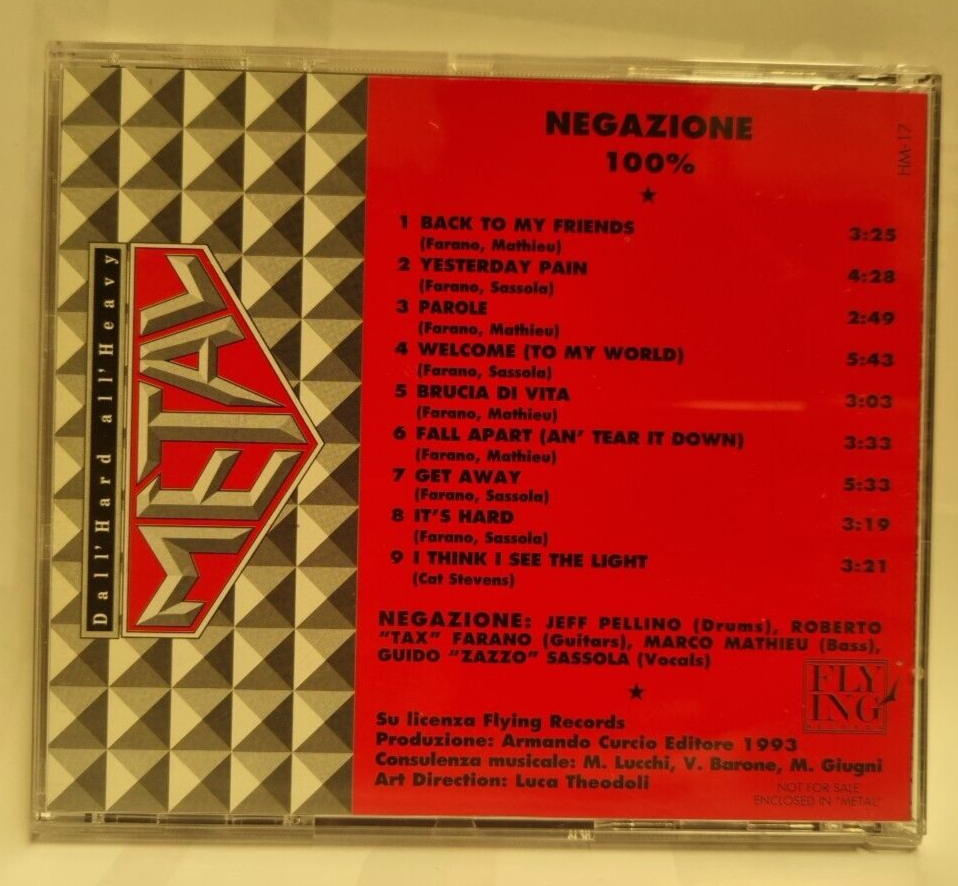 Dall'Hard all'Heavy
METAL
NEGAZIONE
100%
HM-17
1 BACK TO MY FRIENDS 3:25
(Farano, Mathieu)
2 YESTERDAY PAIN 4:28
(Farano, Sassola)
3 PAROLE 2:49
(Farano, Mathieu)
4 WELCOME (TO MY WORLD) 5:43
(Farano, Sassola)
5 BRUCIA DI VITA 3:03
(Farano, Mathieu)
6 FALL APART (AN' TEAR IT DOWN) 3:33
(Farano, Mathieu)
7 GET AWAY 5:33
(Farano, Sassola)
8 IT'S HARD 3:19
(Farano, Sassola)
9 I THINK I SEE THE LIGHT 3:21
(Cat Stevens)
NEGAZIONE: JEFF PELLINO (Drums), ROBERTO
"TAX" FARANO (Guitars), MARCO MATHIEU (Bass),
GUIDO "ZAZZO" SASSOLA (Vocals)
FLY
ING
Su licenza Flying Records
Produzione: Armando Curcio Editore 1993
Consulenza musicale: M. Lucchi, V. Barone, M. Giugni
Art Direction: Luca Theodoli
NOT FOR SALE
ENCLOSED IN "METAL"